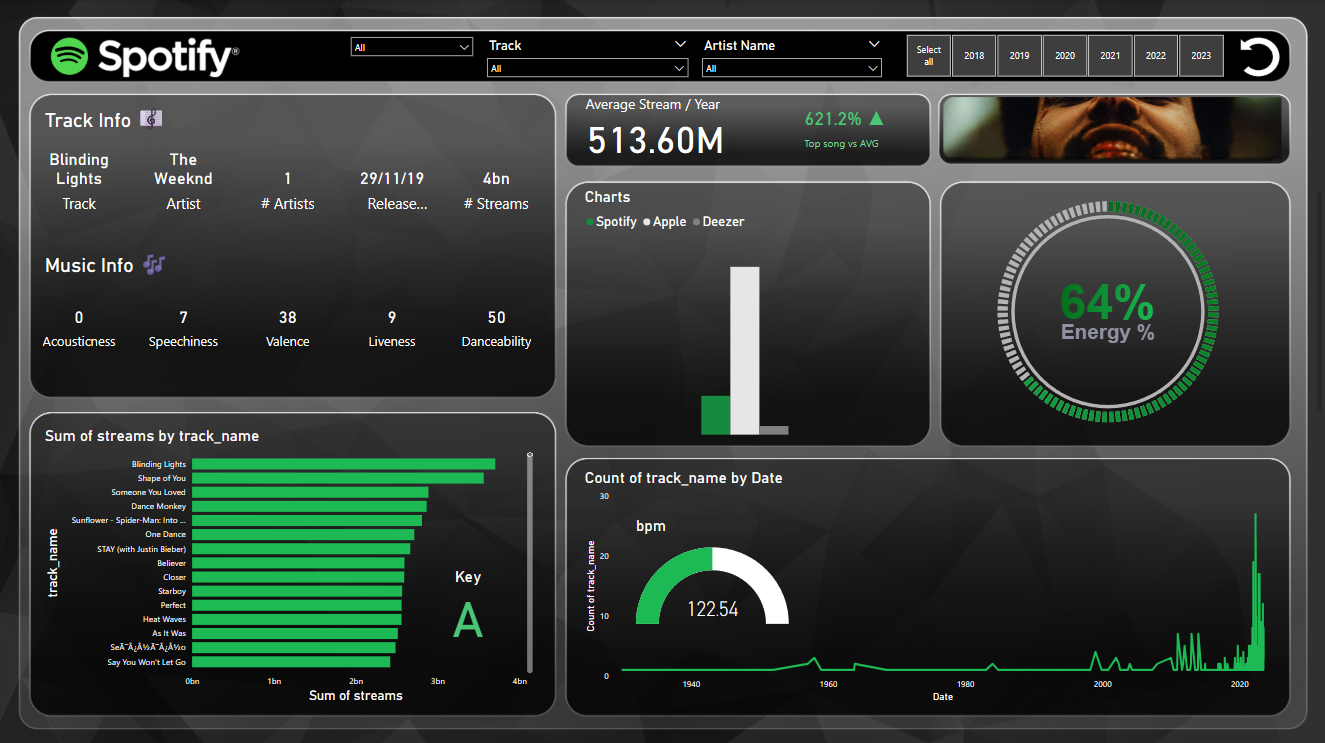 Spotify®
All
Track
All
Artist Name
All
Select all
2018
2019
2020
2021
2022
2023
Track Info
Blinding Lights
Track
The Weeknd
Artist
1
# Artists
29/11/19
Release...
4bn
# Streams
Music Info
0
Acousticness
7
Speechiness
38
Valence
9
Liveness
50
Danceability
Average Stream / Year
513.60M
621.2% ▲
Top song vs AVG
Charts
Spotify Apple Deezer
64%
Energy %
Sum of streams by track_name
track_name
Blinding Lights
Shape of You
Someone You Loved
Dance Monkey
Sunflower - Spider-Man: Into ...
One Dance
STAY (with Justin Bieber)
Believer
Closer
Starboy
Perfect
Heat Waves
As It Was
Say You Won't Let Go
0bn 1bn 2bn 3bn 4bn
Sum of streams
Key
A
Count of track_name by Date
Count of track_name
30
20
10
0
bpm
122.54
1940 1960 1980 2000 2020
Date